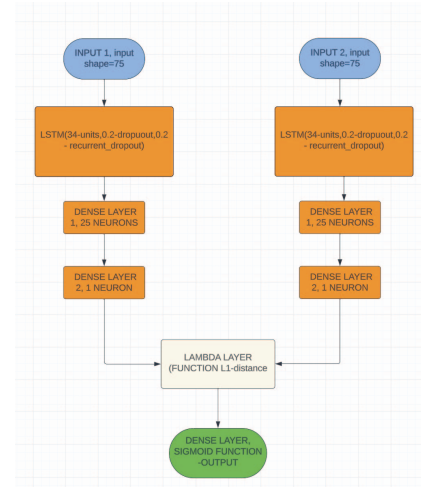 INPUT 1, input
shape=75
INPUT 2, input
shape=75
LSTM(34-units,0.2-dropuout,0.2
- recurrent_dropout)
LSTM(34-units,0.2-dropuout,0.2
- recurrent_dropout)
DENSE LAYER
1, 25 NEURONS
DENSE LAYER
1, 25 NEURONS
DENSE LAYER
2, 1 NEURON
DENSE LAYER
2, 1 NEURON
LAMBDA LAYER
(FUNCTION L1-distance
DENSE LAYER,
SIGMOID FUNCTION
-OUTPUT